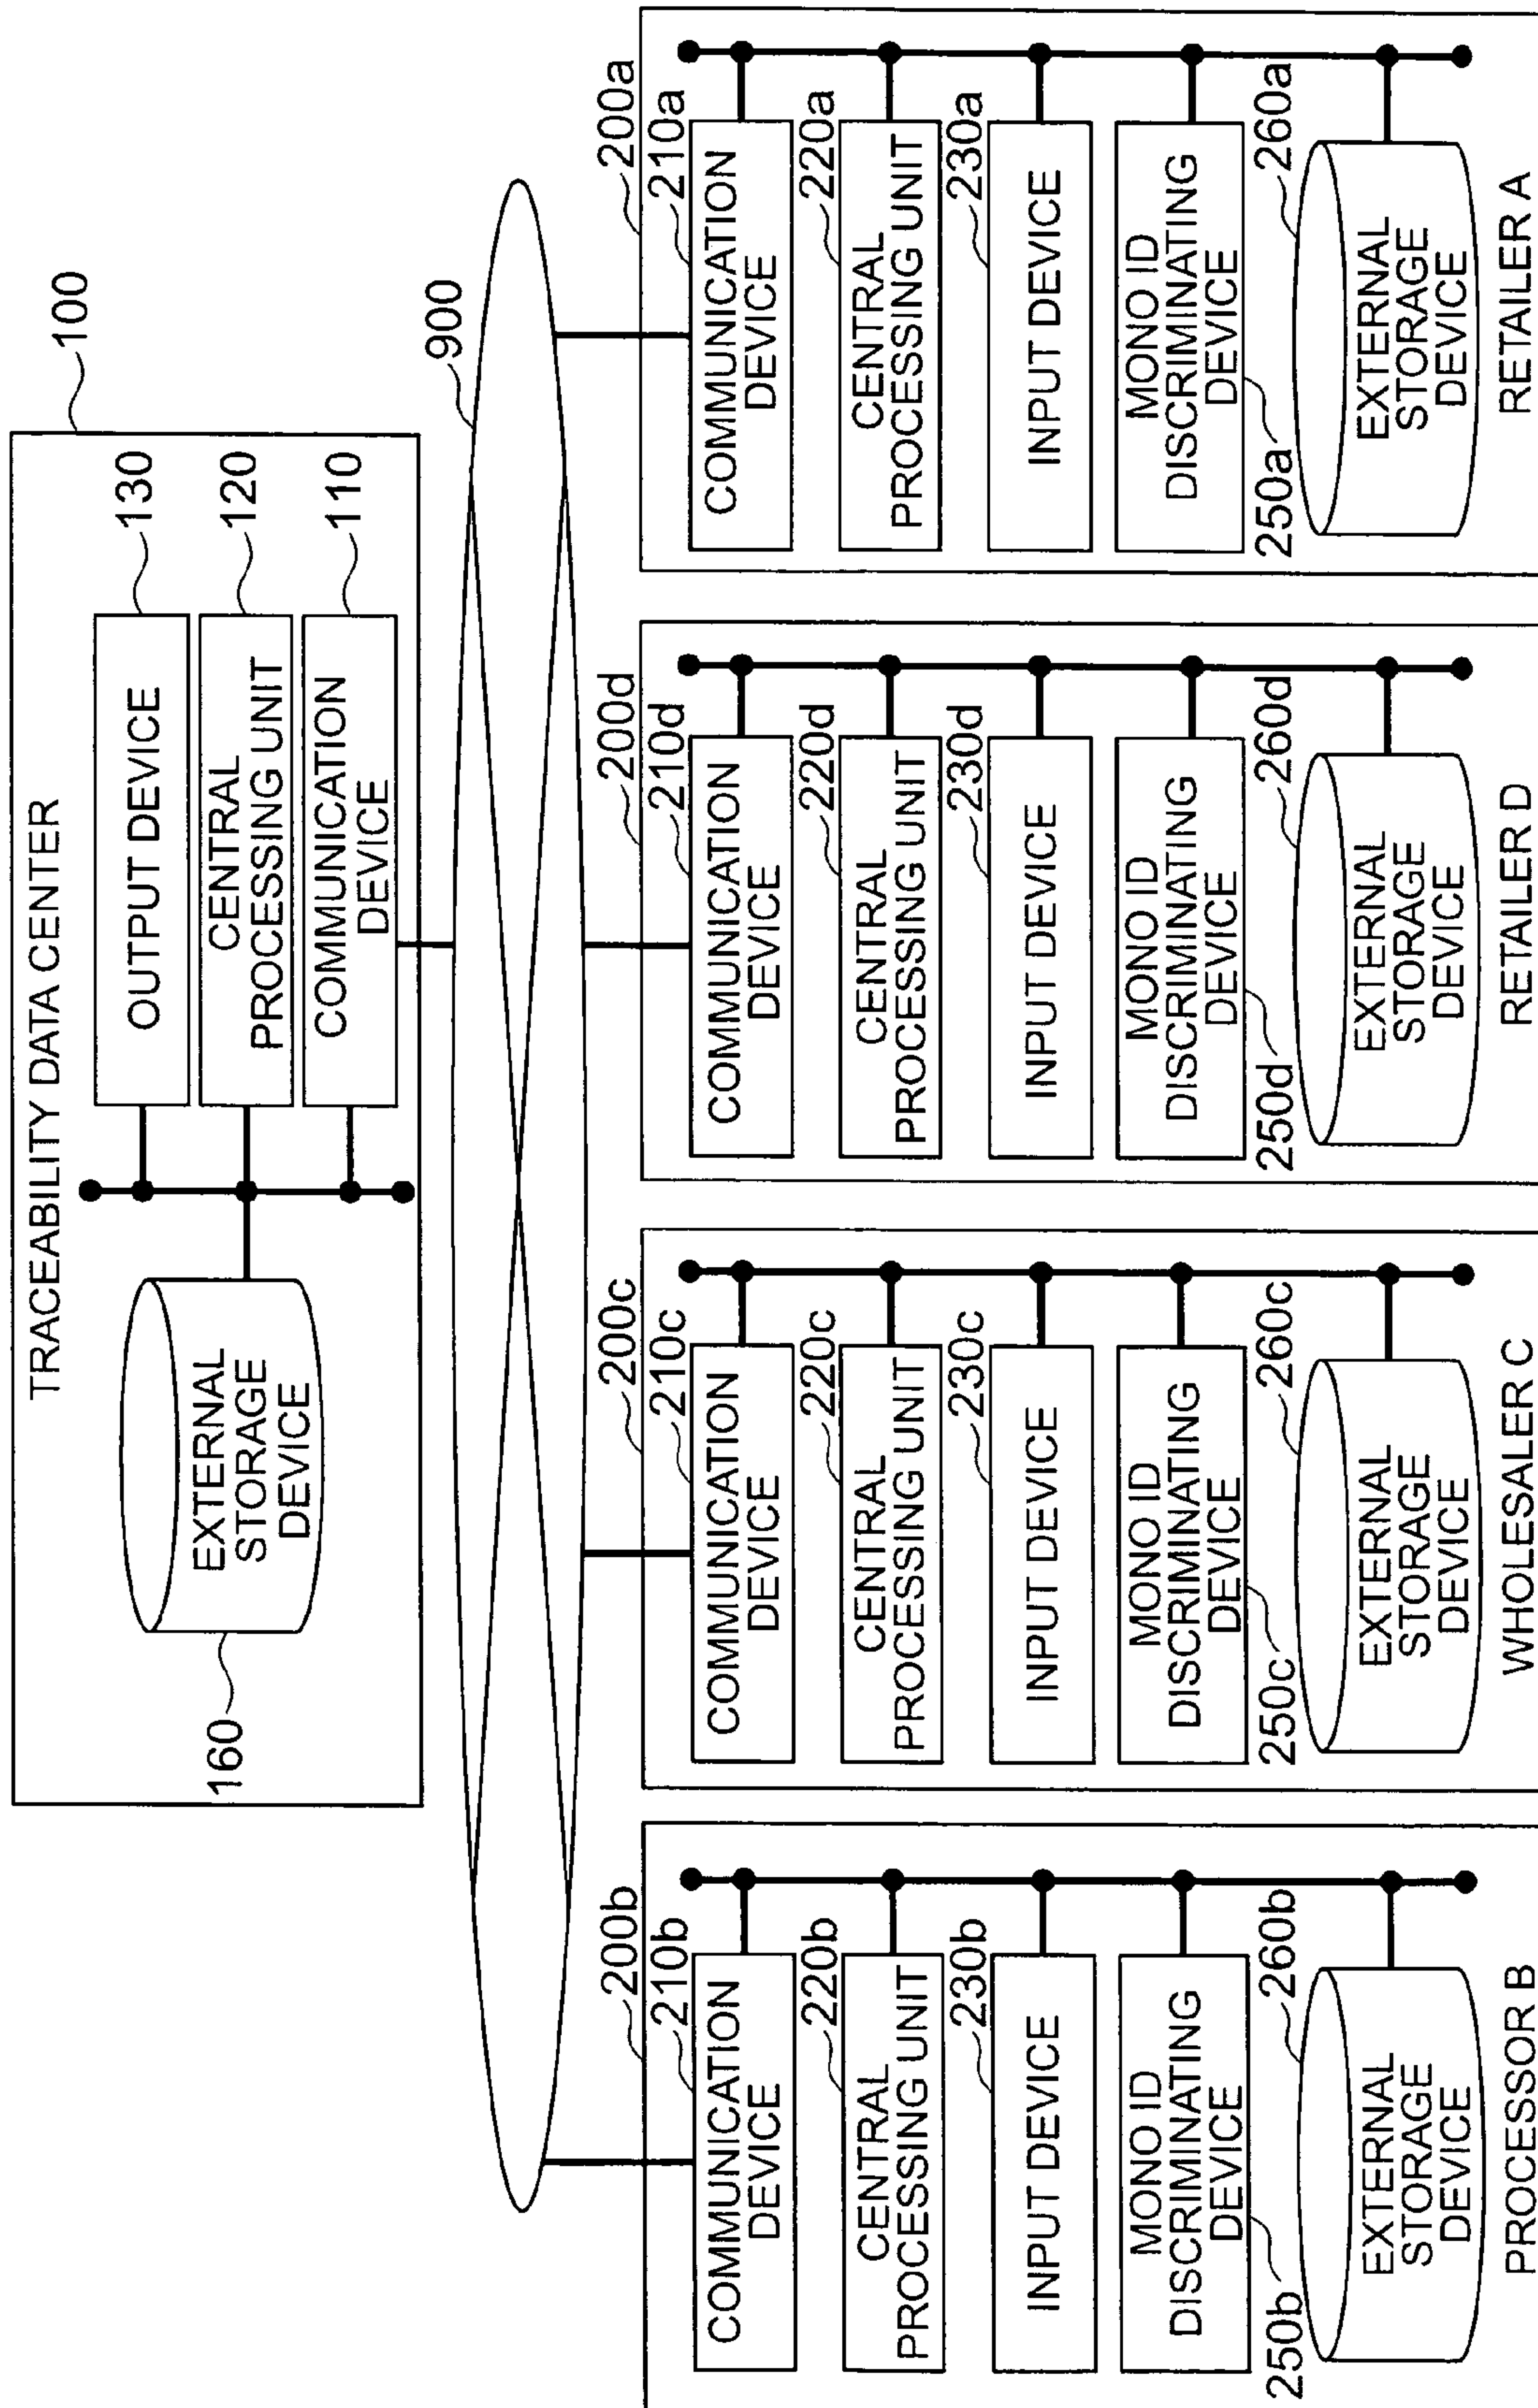 TRACEABILITY DATA CENTER
100
160
EXTERNAL
STORAGE
DEVICE
OUTPUT DEVICE
130
CENTRAL
PROCESSING UNIT
120
COMMUNICATION
DEVICE
110
900
200b
210b
COMMUNICATION
DEVICE
220b
CENTRAL
PROCESSING UNIT
230b
INPUT DEVICE
MONO ID
DISCRIMINATING
DEVICE
250b
260b
EXTERNAL
STORAGE
DEVICE
PROCESSOR B
200c
210c
COMMUNICATION
DEVICE
220c
CENTRAL
PROCESSING UNIT
230c
INPUT DEVICE
MONO ID
DISCRIMINATING
DEVICE
250c
260c
EXTERNAL
STORAGE
DEVICE
WHOLESALER C
200d
210d
COMMUNICATION
DEVICE
220d
CENTRAL
PROCESSING UNIT
230d
INPUT DEVICE
MONO ID
DISCRIMINATING
DEVICE
250d
260d
EXTERNAL
STORAGE
DEVICE
RETAILER D
200a
210a
COMMUNICATION
DEVICE
220a
CENTRAL
PROCESSING UNIT
230a
INPUT DEVICE
MONO ID
DISCRIMINATING
DEVICE
250a
260a
EXTERNAL
STORAGE
DEVICE
RETAILER A